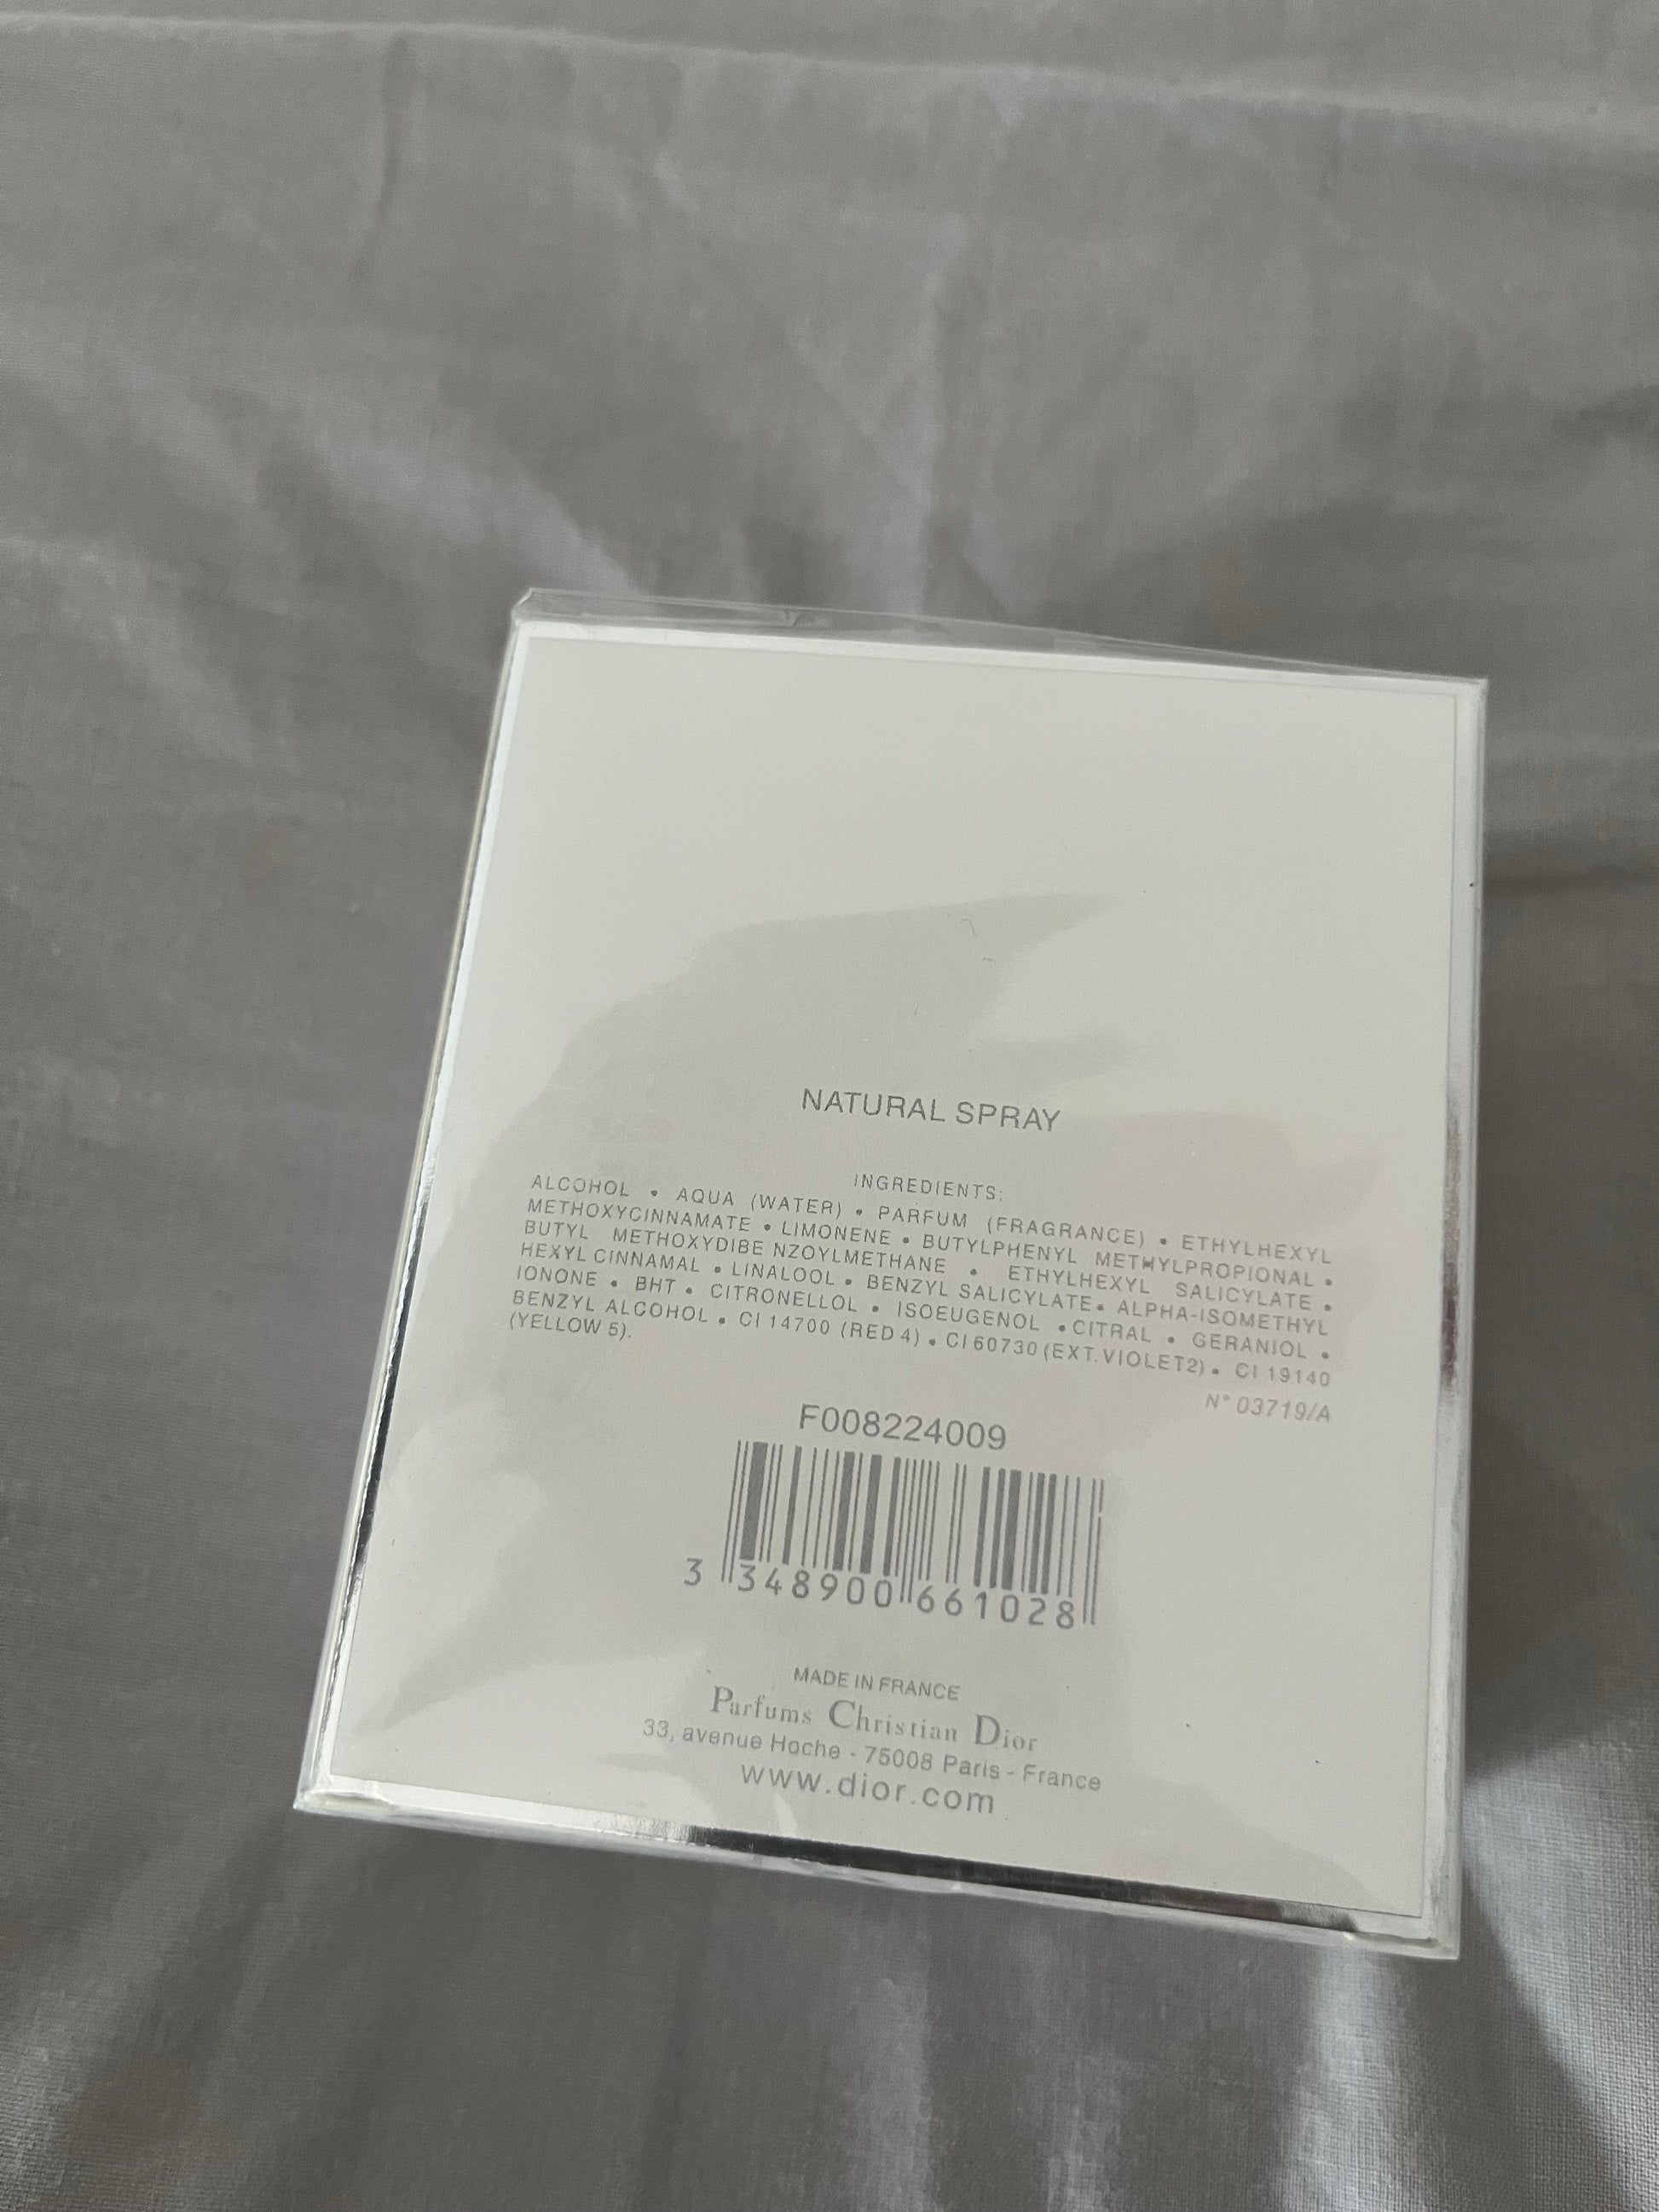 NATURAL SPRAY
INGREDIENTS:
ALCOHOL • AQUA (WATER) • PARFUM (FRAGRANCE) • ETHYLHEXYL
METHOXYCINNAMATE • LIMONENE • BUTYLPHENYL METHYLPROPIONAL •
BUTYL METHOXYDIBE NZOYLMETHANE • ETHYLHEXYL SALICYLATE •
HEXYL CINNAMAL • LINALOOL • BENZYL SALICYLATE • ALPHA-ISOMETHYL
IONONE • BHT • CITRONELLOL • ISOEUGENOL • CITRAL • GERANIOL •
BENZYL ALCOHOL • CI 14700 (RED 4) • CI 60730 (EXT. VIOLET2) • CI 19140
(YELLOW 5).
N° 03719/A
F008224009
3 348900 661028
MADE IN FRANCE
Parfums Christian Dior
33, avenue Hoche - 75008 Paris - France
www.dior.com